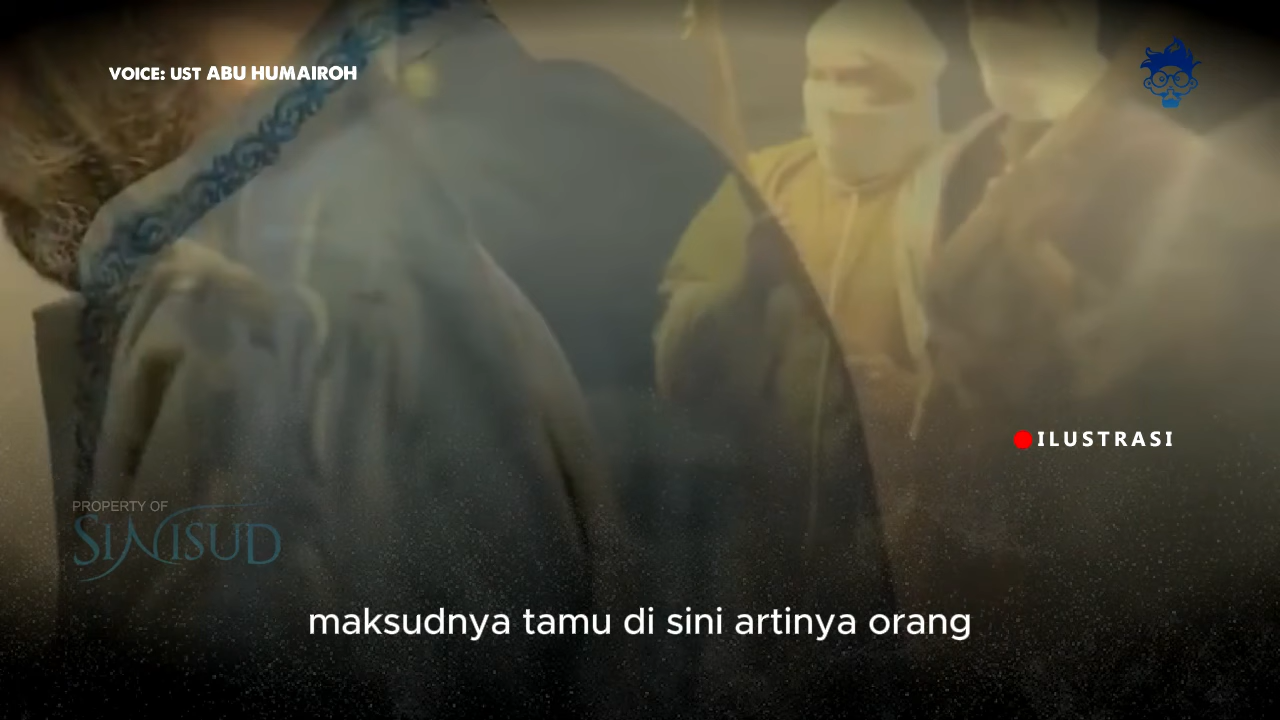 VOICE: UST ABU HUMAIROH
ILUSTRASI
PROPERTY OF
SINISUD
maksudnya tamu di sini artinya orang